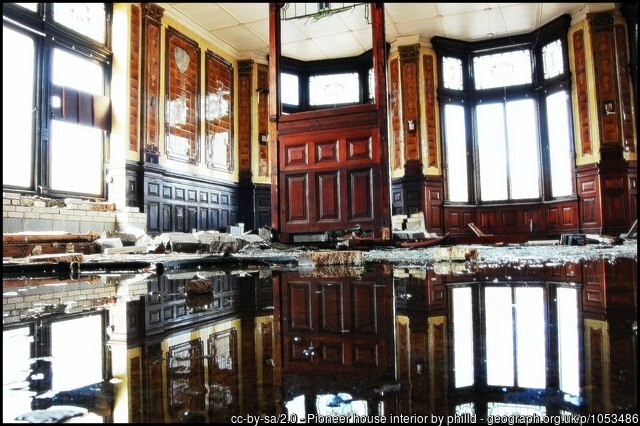 cc-by-sa/2.0 - Pioneer house interior by philld - geograph.org.uk/p/1053486